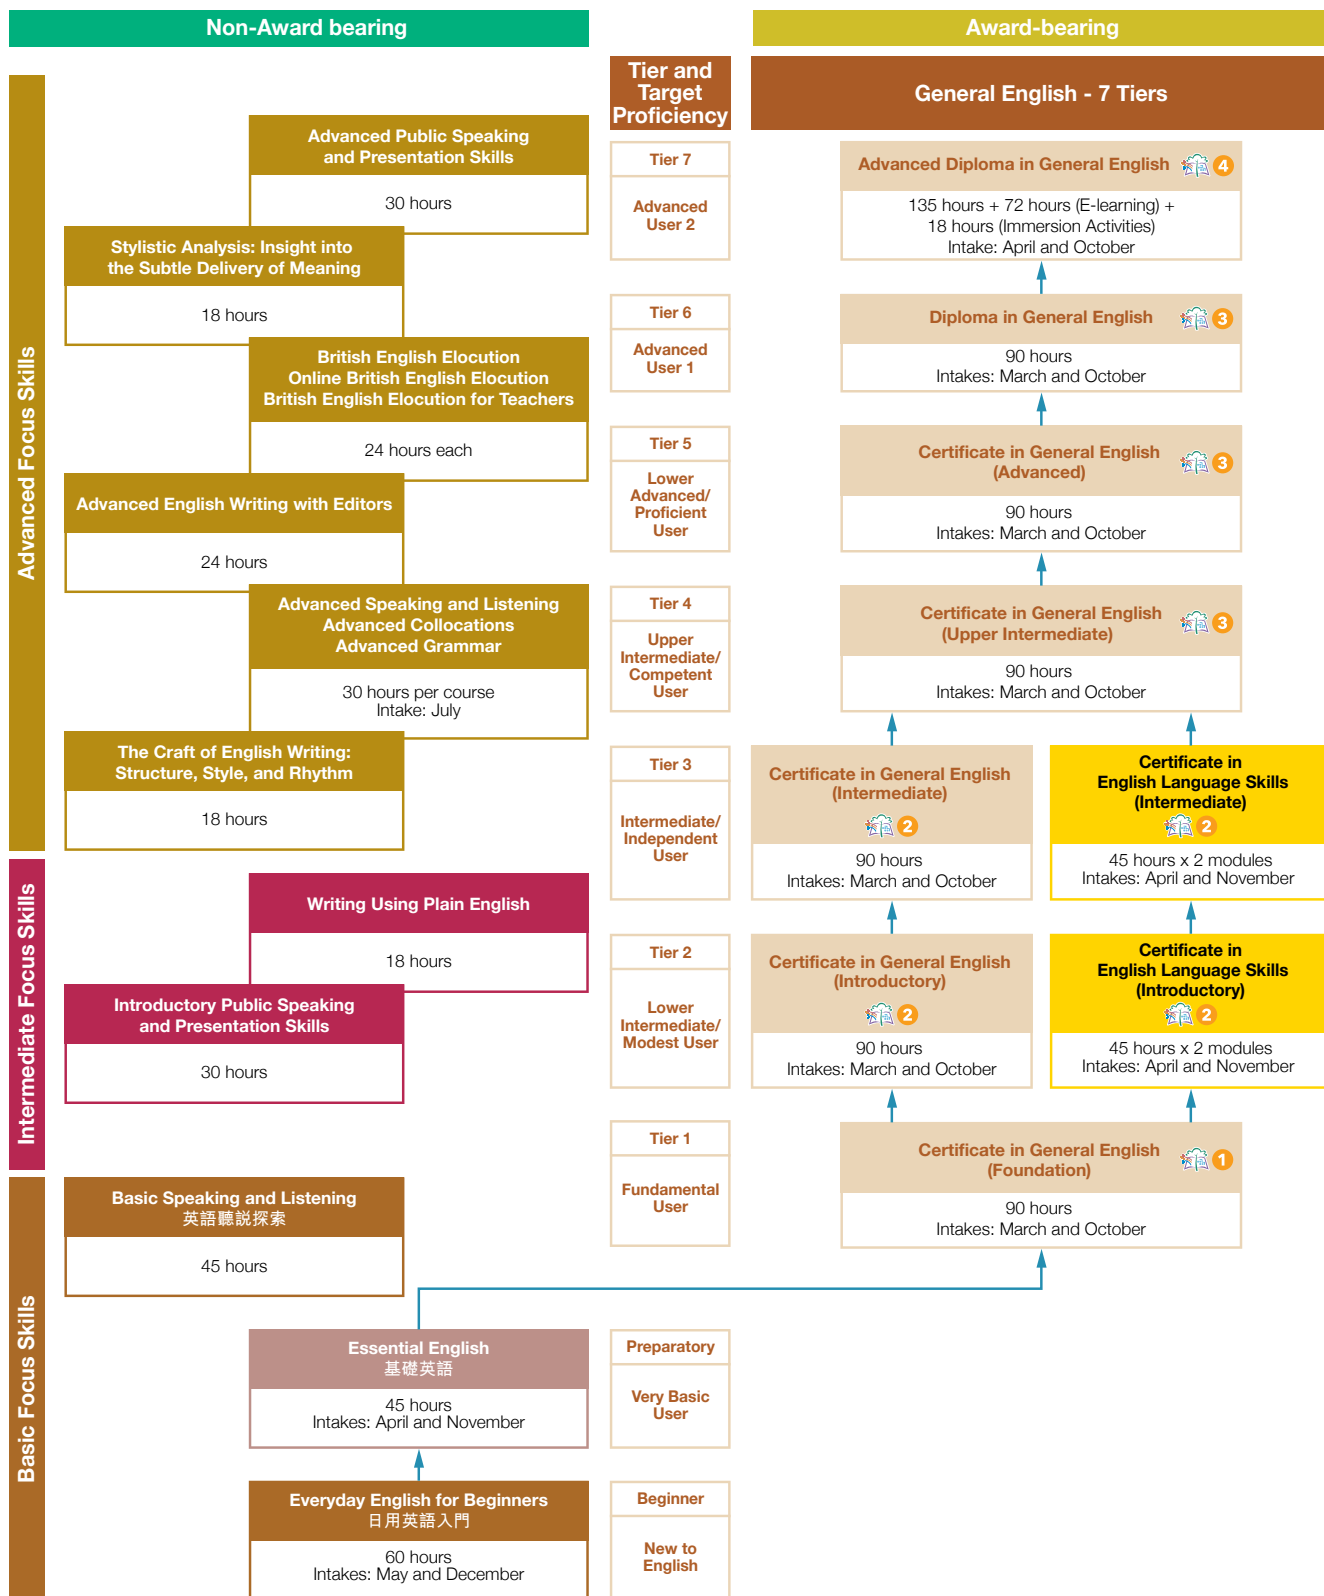 Non-Award bearing
Advanced Focus Skills
Advanced Public Speaking
and Presentation Skills
30 hours
Stylistic Analysis: Insight into
the Subtle Delivery of Meaning
18 hours
British English Elocution
Online British English Elocution
British English Elocution for Teachers
24 hours each
Advanced English Writing with Editors
24 hours
Advanced Speaking and Listening
Advanced Collocations
Advanced Grammar
30 hours per course
Intake: July
The Craft of English Writing:
Structure, Style, and Rhythm
18 hours
Intermediate Focus Skills
Writing Using Plain English
18 hours
Introductory Public Speaking
and Presentation Skills
30 hours
Basic Focus Skills
Basic Speaking and Listening
英語聽説探索
45 hours
Essential English
基礎英語
45 hours
Intakes: April and November
Everyday English for Beginners
日用英語入門
60 hours
Intakes: May and December
Tier and
Target
Proficiency
Tier 7
Advanced
User 2
Tier 6
Advanced
User 1
Tier 5
Lower
Advanced/
Proficient
User
Tier 4
Upper
Intermediate/
Competent
User
Tier 3
Intermediate/
Independent
User
Tier 2
Lower
Intermediate/
Modest User
Tier 1
Fundamental
User
Preparatory
Very Basic
User
Beginner
New to
English
Award-bearing
General English - 7 Tiers
Advanced Diploma in General English 4
135 hours + 72 hours (E-learning) +
18 hours (Immersion Activities)
Intake: April and October
Diploma in General English 3
90 hours
Intakes: March and October
Certificate in General English
(Advanced) 3
90 hours
Intakes: March and October
Certificate in General English
(Upper Intermediate) 3
90 hours
Intakes: March and October
Certificate in General English
(Intermediate)
2
90 hours
Intakes: March and October
Certificate in
English Language Skills
(Intermediate)
2
45 hours x 2 modules
Intakes: April and November
Certificate in General English
(Introductory)
2
90 hours
Intakes: March and October
Certificate in
English Language Skills
(Introductory)
2
45 hours x 2 modules
Intakes: April and November
Certificate in General English
(Foundation) 1
90 hours
Intakes: March and October